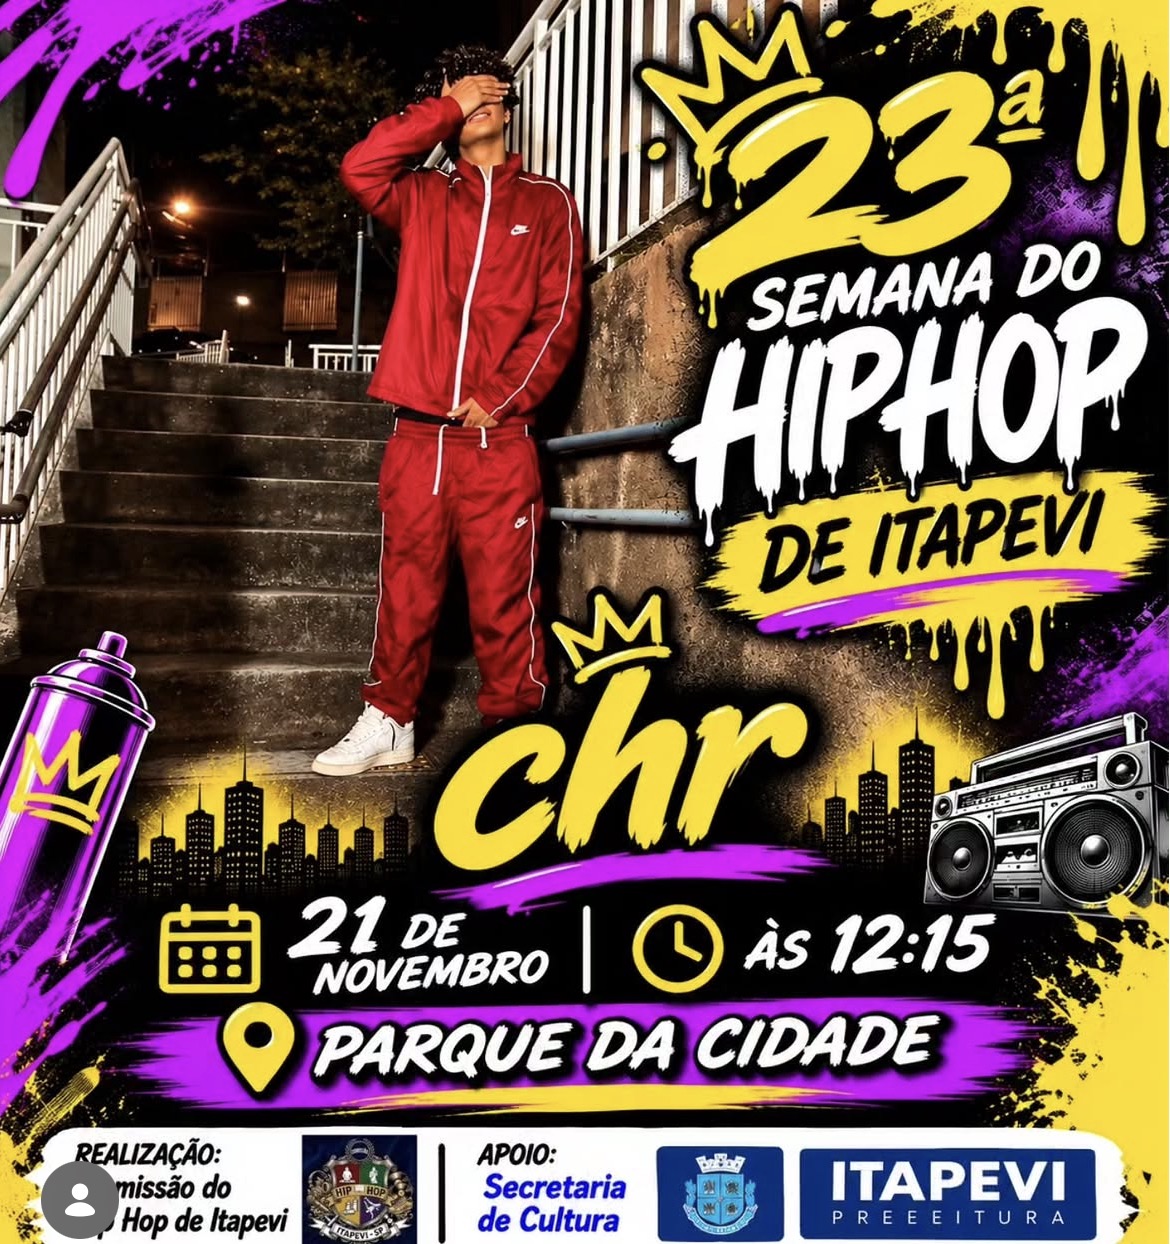 23ª
SEMANA DO
HIPHOP
DE ITAPEVI
chr
21 DE
NOVEMBRO
ÀS 12:15
PARQUE DA CIDADE
REALIZAÇÃO:
missão do
Hop de Itapevi
HIP HOP
ITAPEVI-SP
APOIO:
Secretaria
de Cultura
ITAPEVI
PREEEITURA